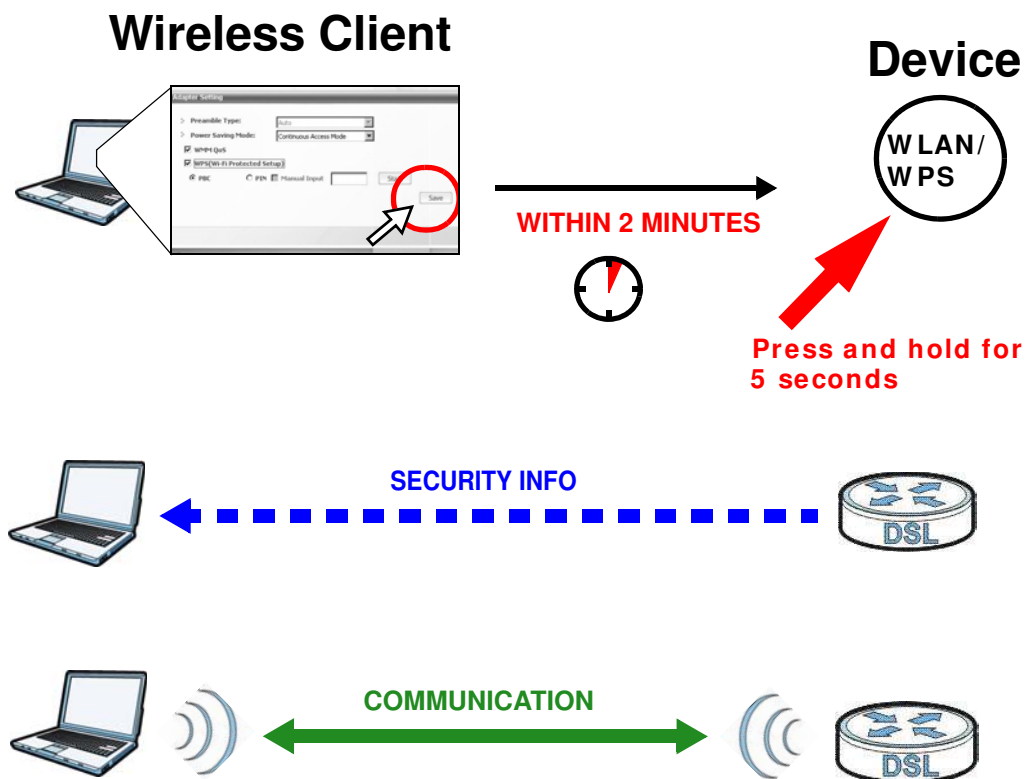 Wireless Client
Device
Adapter Setting
> Preamble Type: Auto
> Power Saving Mode: Continuous Access Mode
WMM QoS
WPS(Wi-Fi Protected Setup)
PBC PIN Manual Input
Save
WLAN/
WPS
WITHIN 2 MINUTES
Press and hold for
5 seconds
SECURITY INFO
DSL
COMMUNICATION
DSL